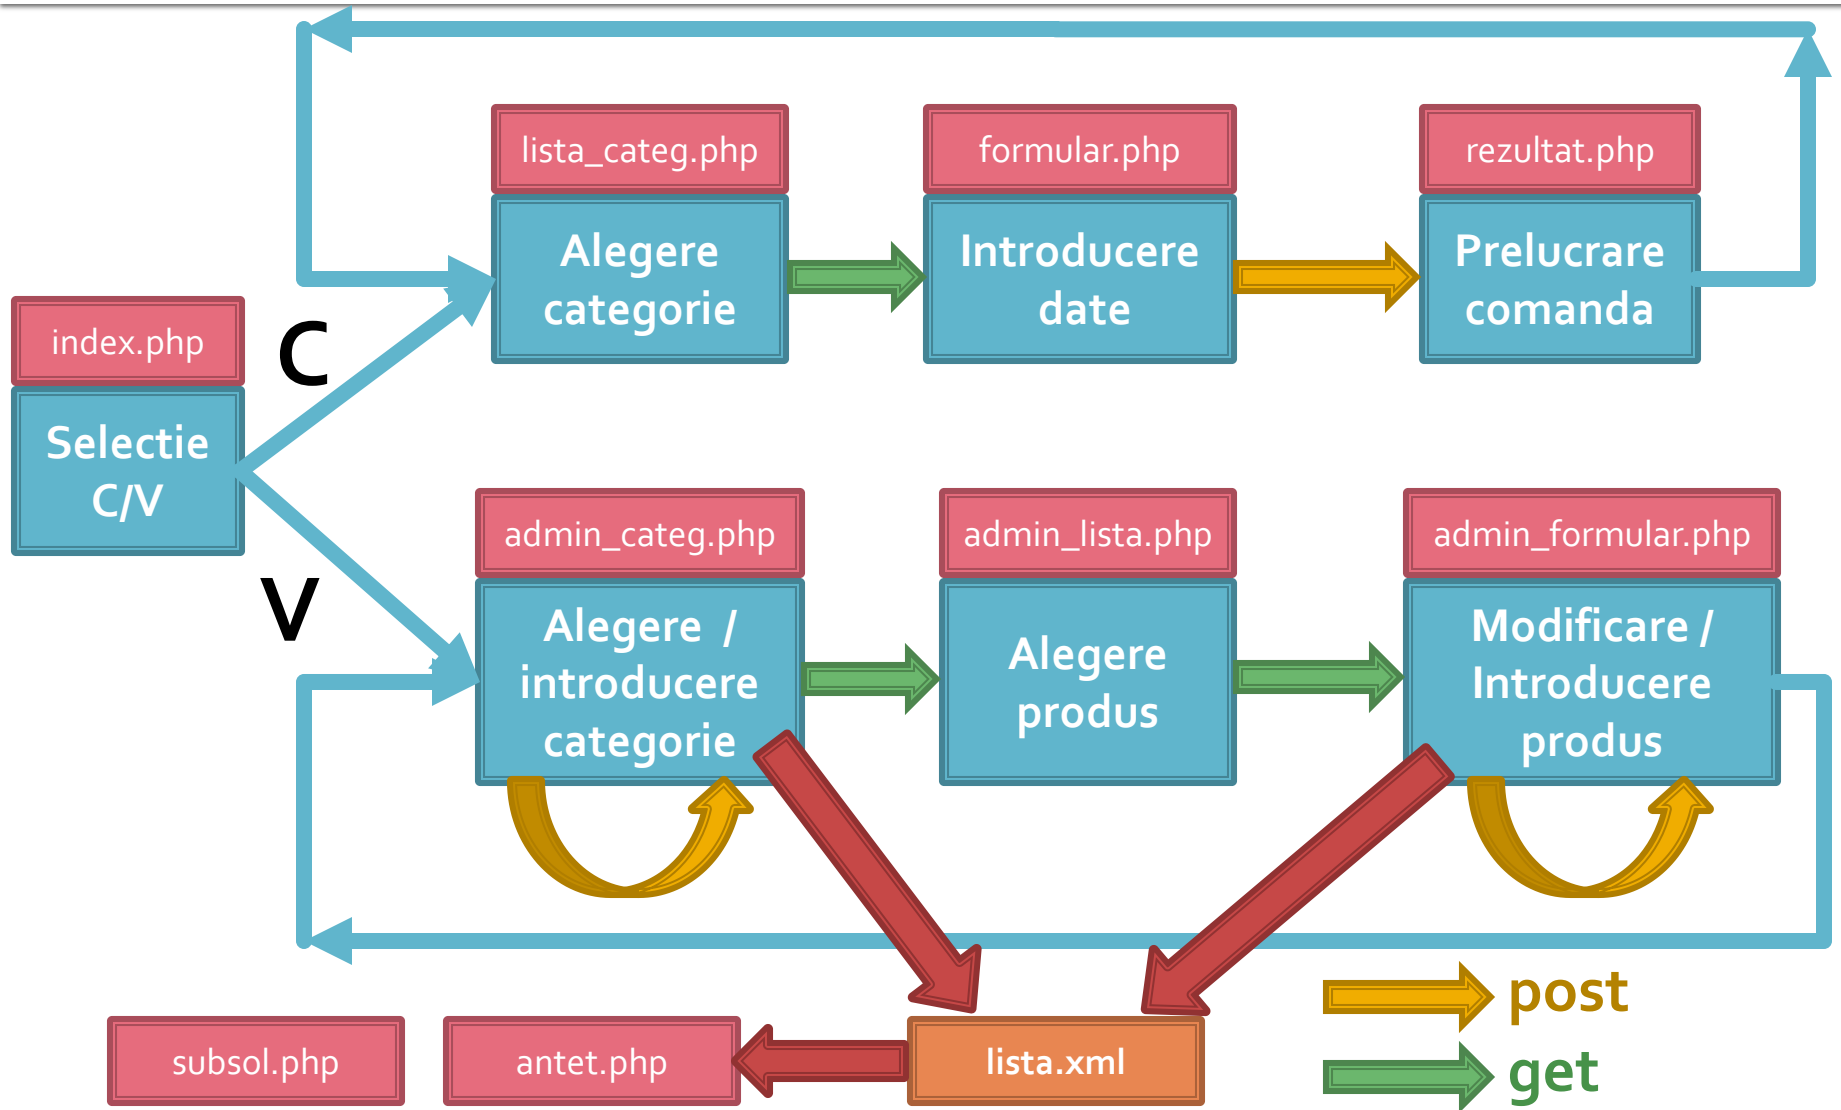 lista_categ.php
formular.php
rezultat.php
Alegere
categorie
Introducere
date
Prelucrare
comanda
index.php
C
Selectie
C/V
V
admin_categ.php
admin_lista.php
admin_formular.php
Alegere /
introducere
categorie
Alegere
produs
Modificare /
Introducere
produs
post
get
subsol.php
antet.php
lista.xml